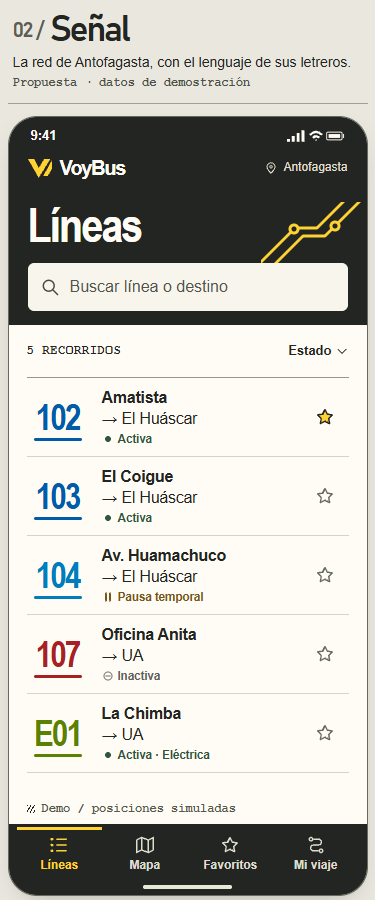 02/ Señal
La red de Antofagasta, con el lenguaje de sus letreros.
Propuesta · datos de demostración
9:41
VoyBus
Antofagasta
Líneas
Buscar línea o destino
5 RECORRIDOS
Estado
102
Amatista
→ El Huáscar
Activa
103
El Coigue
→ El Huáscar
Activa
104
Av. Huamachuco
→ El Huáscar
Pausa temporal
107
Oficina Anita
→ UA
Inactiva
E01
La Chimba
→ UA
Activa · Eléctrica
Demo / posiciones simuladas
Líneas
Mapa
Favoritos
Mi viaje